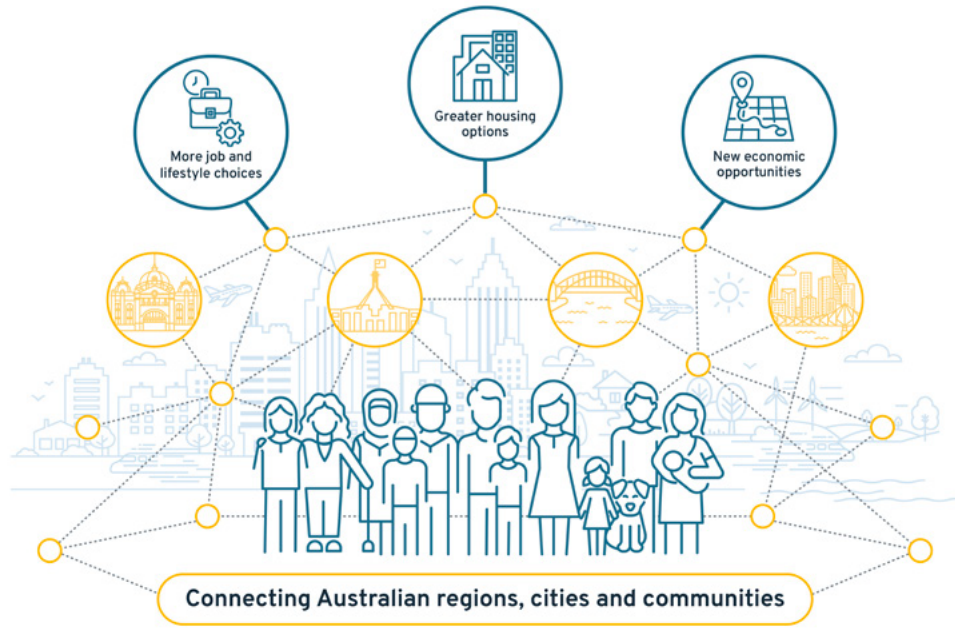 More job and
lifestyle choices
Greater housing
options
New economic
opportunities
Connecting Australian regions, cities and communities